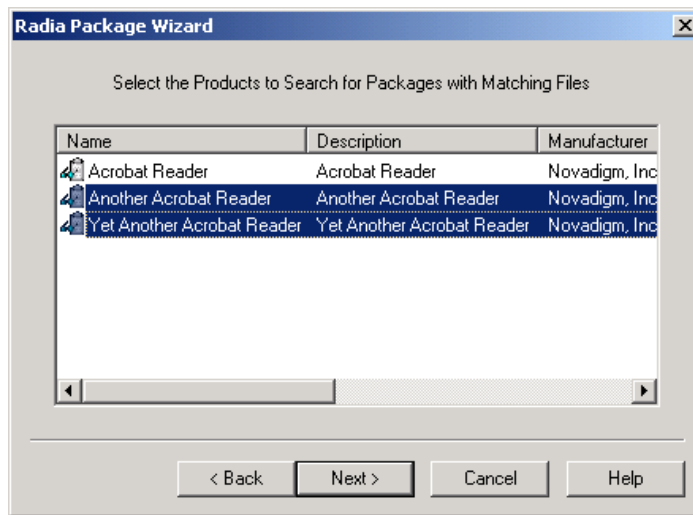 Radia Package Wizard
Select the Products to Search for Packages with Matching Files
Name Description Manufacturer
Acrobat Reader Acrobat Reader Novadigm, Inc
Another Acrobat Reader Another Acrobat Reader Novadigm, Inc
Yet Another Acrobat Reader Yet Another Acrobat Reader Novadigm, Inc
< Back Next > Cancel Help